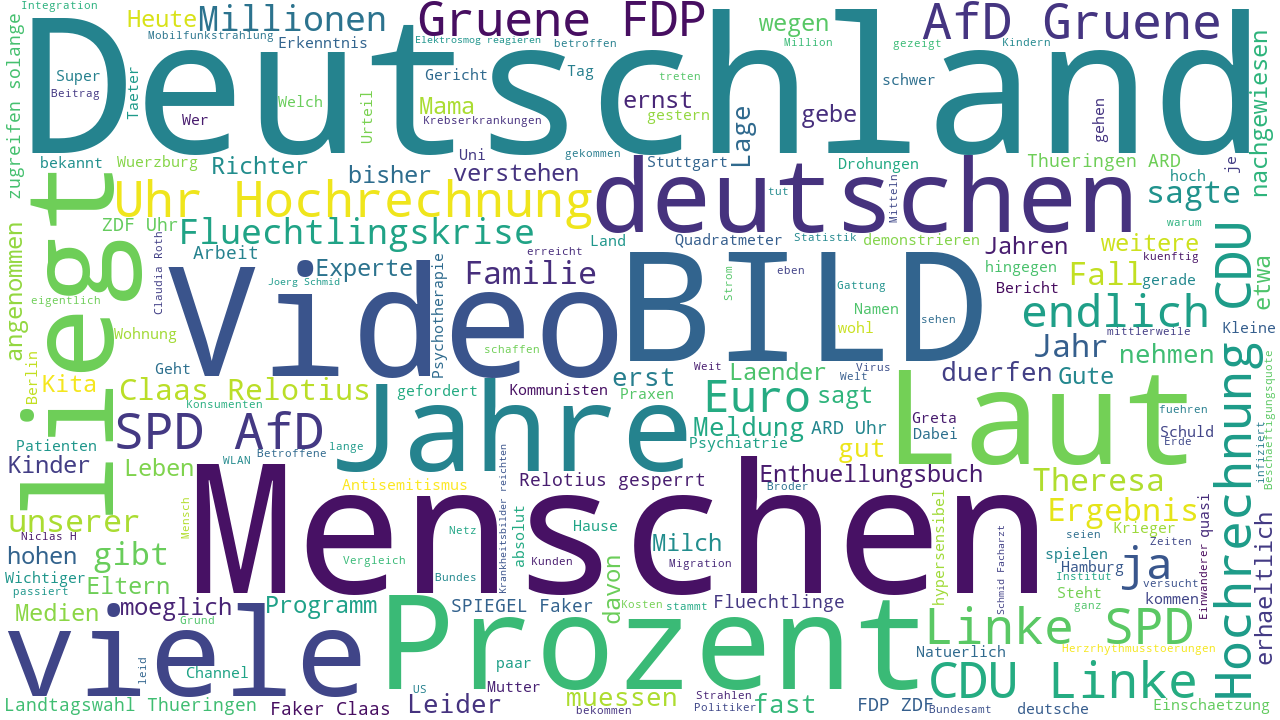 Integration
Heute
Millionen
Gruene FDP
wegen
AfD Gruene
Mobilfunkstrahlung
Erkenntnis
Elektrosmog reagieren
betroffen
Million
gezeigt
Kindern
zugreifen solange
Deutschland
Super
Beitrag
Taeter
Gericht
Tag
treten
schwer
nachgewiesen
Welch
Urteil
Mama
ernst
gebe
gehen
Wer
Krebserkrankungen
gestern
Lage
bekannt
Wuerzburg
Richter
bisher
Uni
verstehen
gekommen
Stuttgart
Drohungen
Thueringen ARD
je
hoch
liegt
Uhr Hochrechnung
deutschen
tut
Mitteln
sagte
ZDF Uhr
Fluechtlingskrise
Land
Quadratmeter
Statistik
demonstrieren
Jahren
weitere
warum
angenommen
Claudia Roth
Arbeit
erreicht
Experte
Familie
Psychotherapie
Joerg Schmid
Video
BILD
Strom
eben
Gattung
hingegen
Fall
gerade
kuenftig
Bericht
etwa
eigentlich
Namen
sehen
endlich
Hochrechnung CDU
Wohnung
wohl
mittlerweile
Kleine
schaffen
Jahr
nehmen
Berlin
Geht
Weit
Welt
Virus
duerfen
Gute
Kita
Claas Relotius
gefordert
Kommunisten
erst
Praxen
Laender
Euro
sagt
Laut
Konsumenten
Jahre
Greta
fuehren
Beschaeftigungsquote
SPD AfD
Meldung
ARD Uhr
Dabei
Schuld
Erde
Patienten
WLAN
Betroffene
lange
Psychiatrie
gut
infiziert
Kinder
Leben
Menschen
Relotius gesperrt
Enthuellungsbuch
Theresa
Antisemitismus
Broder
Krankheitsbilder reichten
unserer
Mensch
absolut
Hause
hypersensibel
Ergebnis
quasi
Niclas H
Netz
Milch
Krieger
seien
Zeiten
hohen
gibt
Vergleich
Kunden
Migration
spielen
ja
erhaeltlich
Wichtiger
Bundes
Schmid Facharzt
Hamburg
Institut
versucht
Einwanderer
passiert
Eltern
davon
Steht
kommen
Medien
moeglich
Programm
SPIEGEL Faker
Kosten
stammt
Fluechtlinge
ganz
Grund
viele
Prozent
Linke SPD
leid
Channel
paar
Natuerlich
Herzrhythmusstoerungen
US
Mutter
CDU Linke
Landtagswahl Thueringen
Faker Claas
Leider
bekommen
muessen
Strahlen
Politiker
fast
FDP ZDF
Bundesamt
deutsche
Einschaetzung